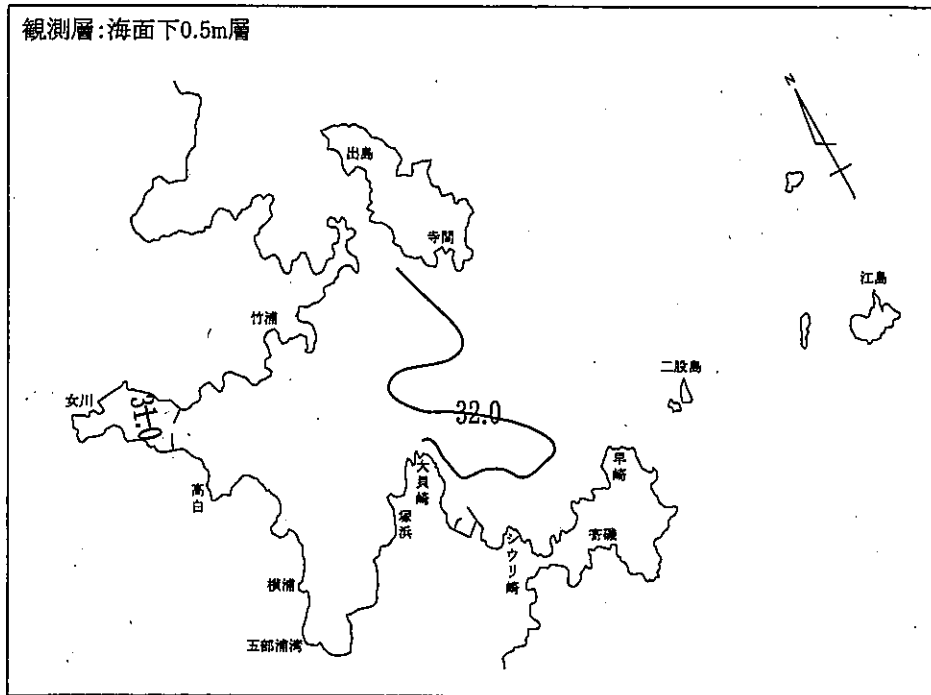 観測層:海面下0.5m層
N
出島
寺間
江島
竹浦
二股島
女川
31.0
32.0
早崎
大貝崎
高白
塚浜
寄磯
シウリ崎
横浦
五部浦湾